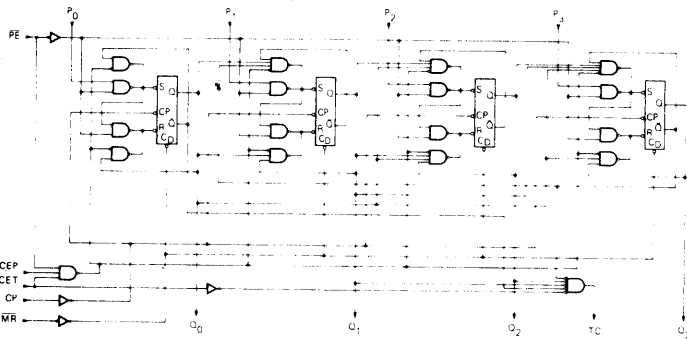 P0 P1 P2 P3
PE
S Q S Q S Q S Q
CP CP CP CP
Q̅ Q̅ Q̅ Q̅
R R R R
CD CD CD CD
CEP
CET
CP
M̅R̅
Q0 Q1 Q2 TC Q3